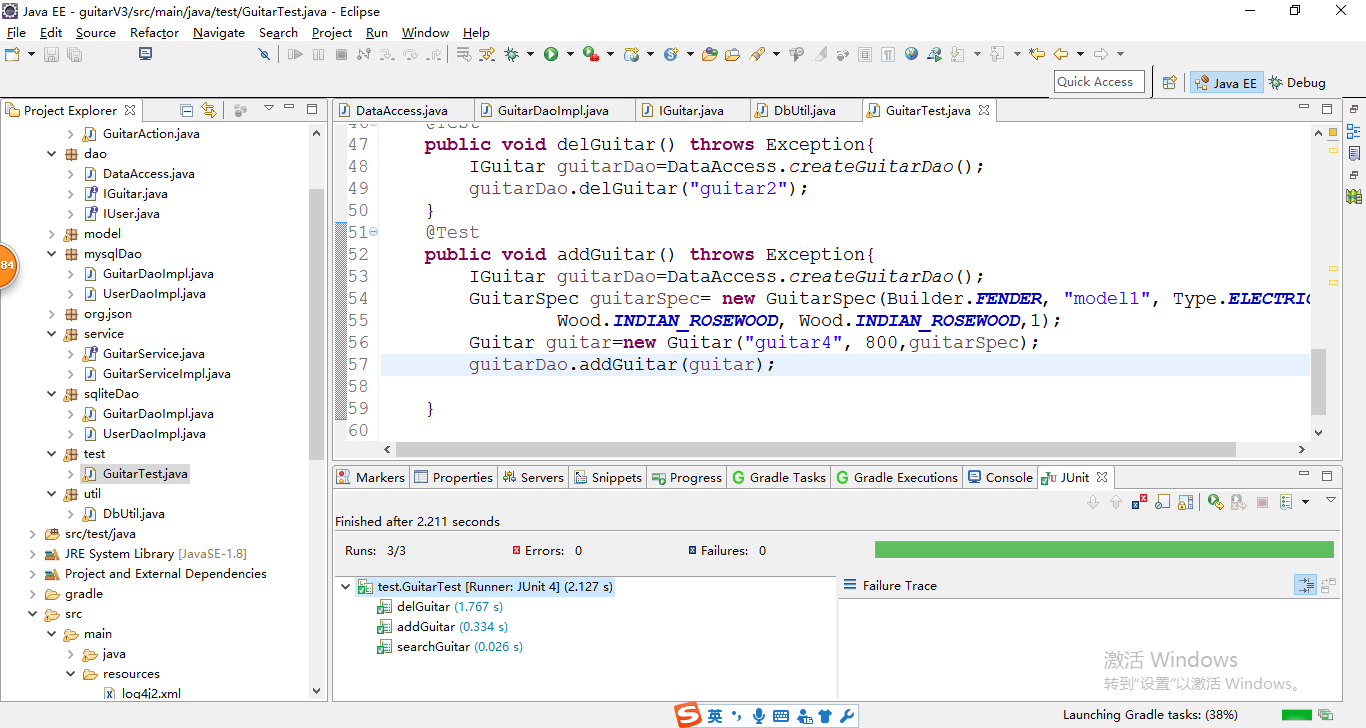 Java EE - guitarV3/src/main/java/test/GuitarTest.java - Eclipse
File Edit Source Refactor Navigate Search Project Run Window Help
Quick Access Java EE Debug
Project Explorer
GuitarAction.java
dao
DataAccess.java
IGuitar.java
IUser.java
model
mysqlDao
GuitarDaoImpl.java
UserDaoImpl.java
org.json
service
GuitarService.java
GuitarServiceImpl.java
sqliteDao
GuitarDaoImpl.java
UserDaoImpl.java
test
GuitarTest.java
util
DbUtil.java
src/test/java
JRE System Library [JavaSE-1.8]
Project and External Dependencies
gradle
src
main
java
resources
log4j2.xml
84
DataAccess.java GuitarDaoImpl.java IGuitar.java DbUtil.java GuitarTest.java
46 @Test
47 public void delGuitar() throws Exception{
48 IGuitar guitarDao=DataAccess.createGuitarDao();
49 guitarDao.delGuitar("guitar2");
50 }
51 @Test
52 public void addGuitar() throws Exception{
53 IGuitar guitarDao=DataAccess.createGuitarDao();
54 GuitarSpec guitarSpec= new GuitarSpec(Builder.FENDER, "model1", Type.ELECTRIC
55 Wood.INDIAN_ROSEWOOD, Wood.INDIAN_ROSEWOOD,1);
56 Guitar guitar=new Guitar("guitar4", 800,guitarSpec);
57 guitarDao.addGuitar(guitar);
58
59 }
60
Markers Properties Servers Snippets Progress Gradle Tasks Gradle Executions Console JUnit
Finished after 2.211 seconds
Runs: 3/3 Errors: 0 Failures: 0
test.GuitarTest [Runner: JUnit 4] (2.127 s)
delGuitar (1.767 s)
addGuitar (0.334 s)
searchGuitar (0.026 s)
Failure Trace
激活 Windows
转到"设置"以激活 Windows。
S 英
Launching Gradle tasks: (38%)